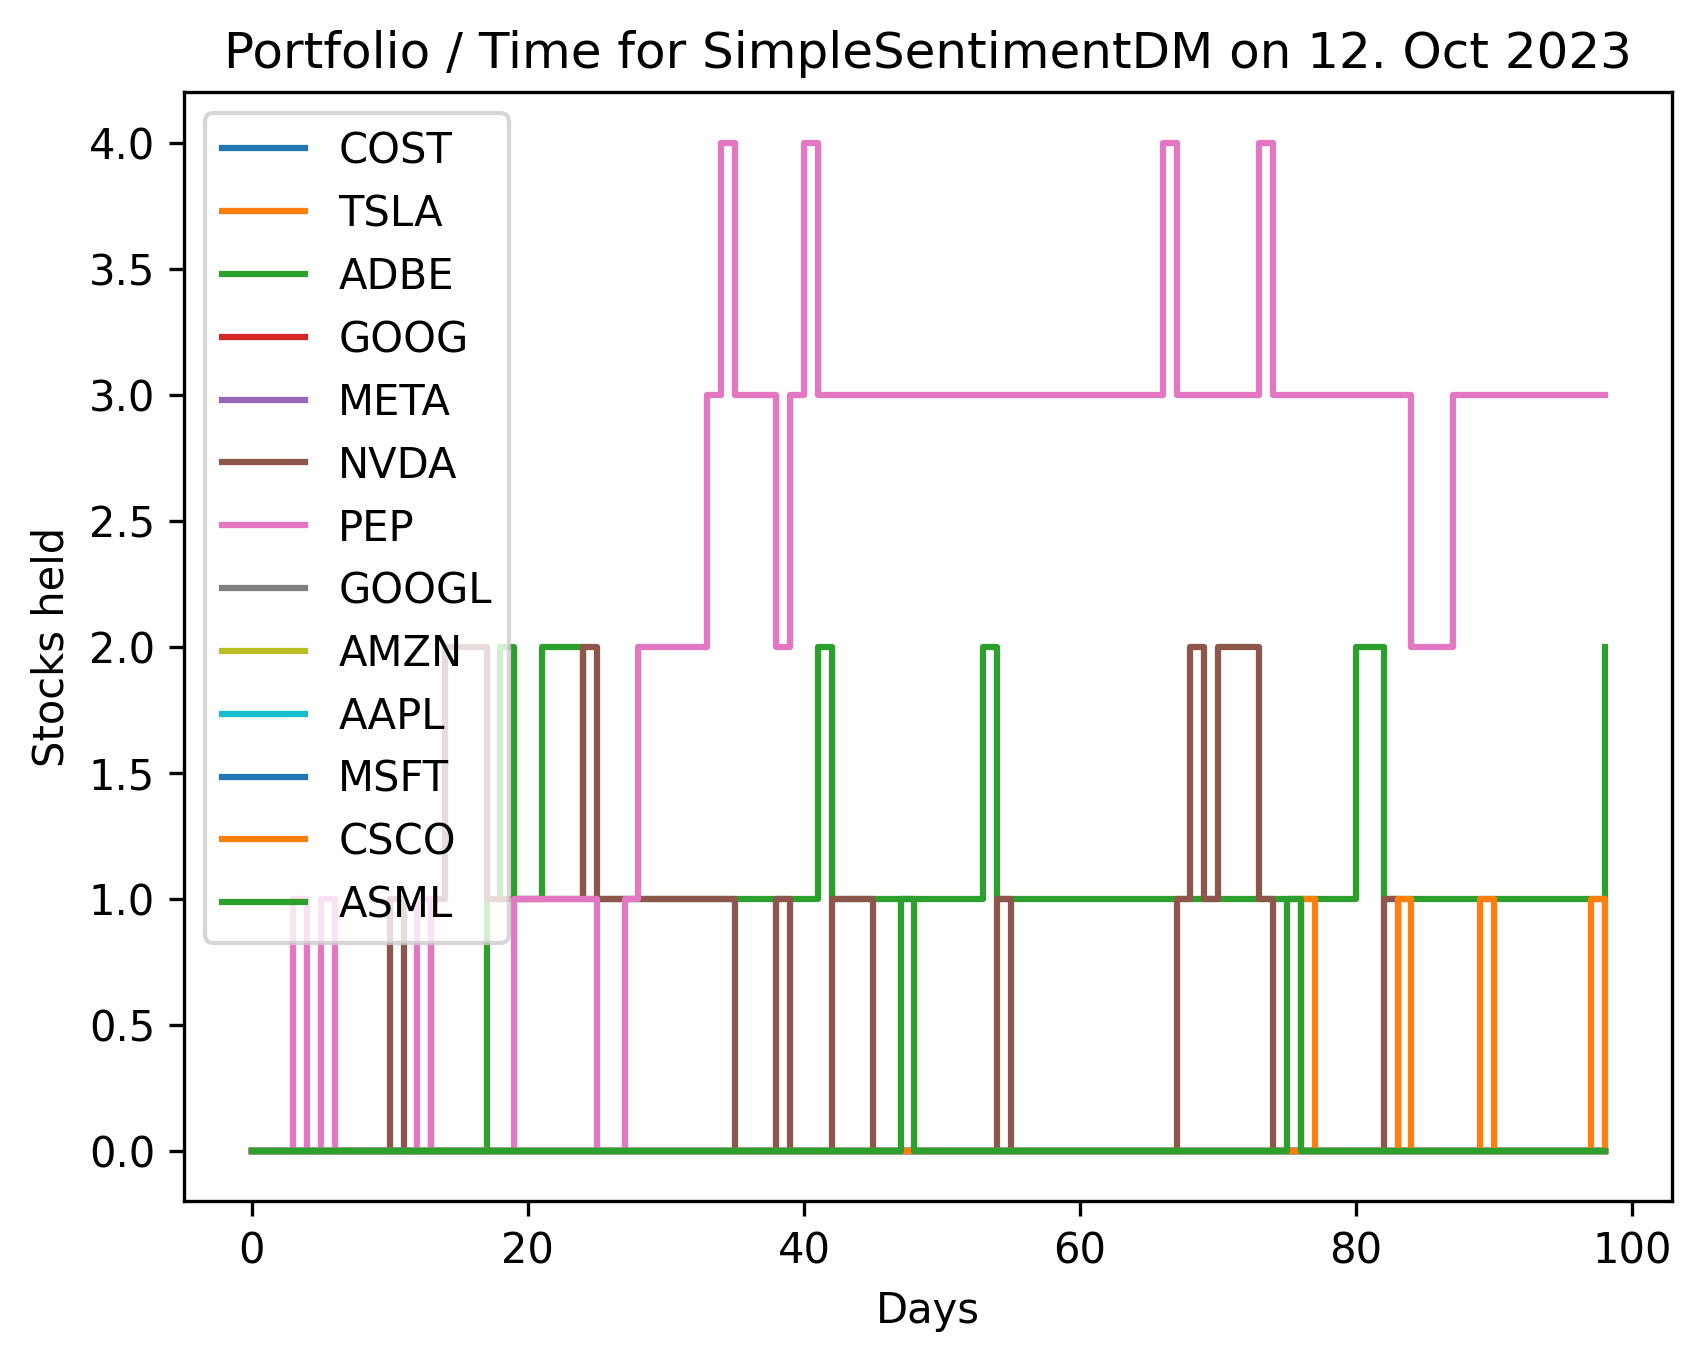 Portfolio / Time for SimpleSentimentDM on 12. Oct 2023
COST
TSLA
ADBE
GOOG
META
NVDA
PEP
GOOGL
AMZN
AAPL
MSFT
CSCO
ASML
Stocks held
4.0
3.5
3.0
2.5
2.0
1.5
1.0
0.5
0.0
0 20 40 60 80 100
Days